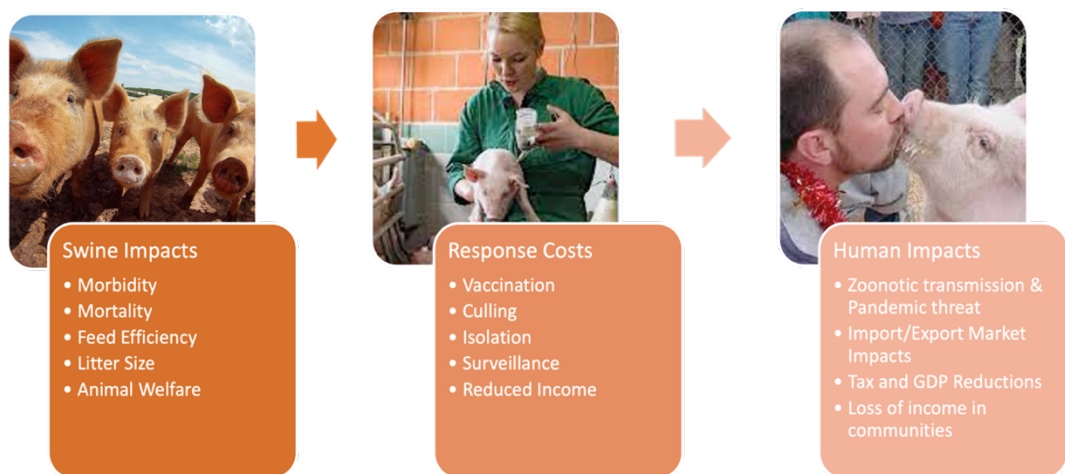 Swine Impacts
• Morbidity
• Mortality
• Feed Efficiency
• Litter Size
• Animal Welfare
Response Costs
• Vaccination
• Culling
• Isolation
• Surveillance
• Reduced Income
Human Impacts
• Zoonotic transmission &
Pandemic threat
• Import/Export Market
Impacts
• Tax and GDP Reductions
• Loss of income in
communities